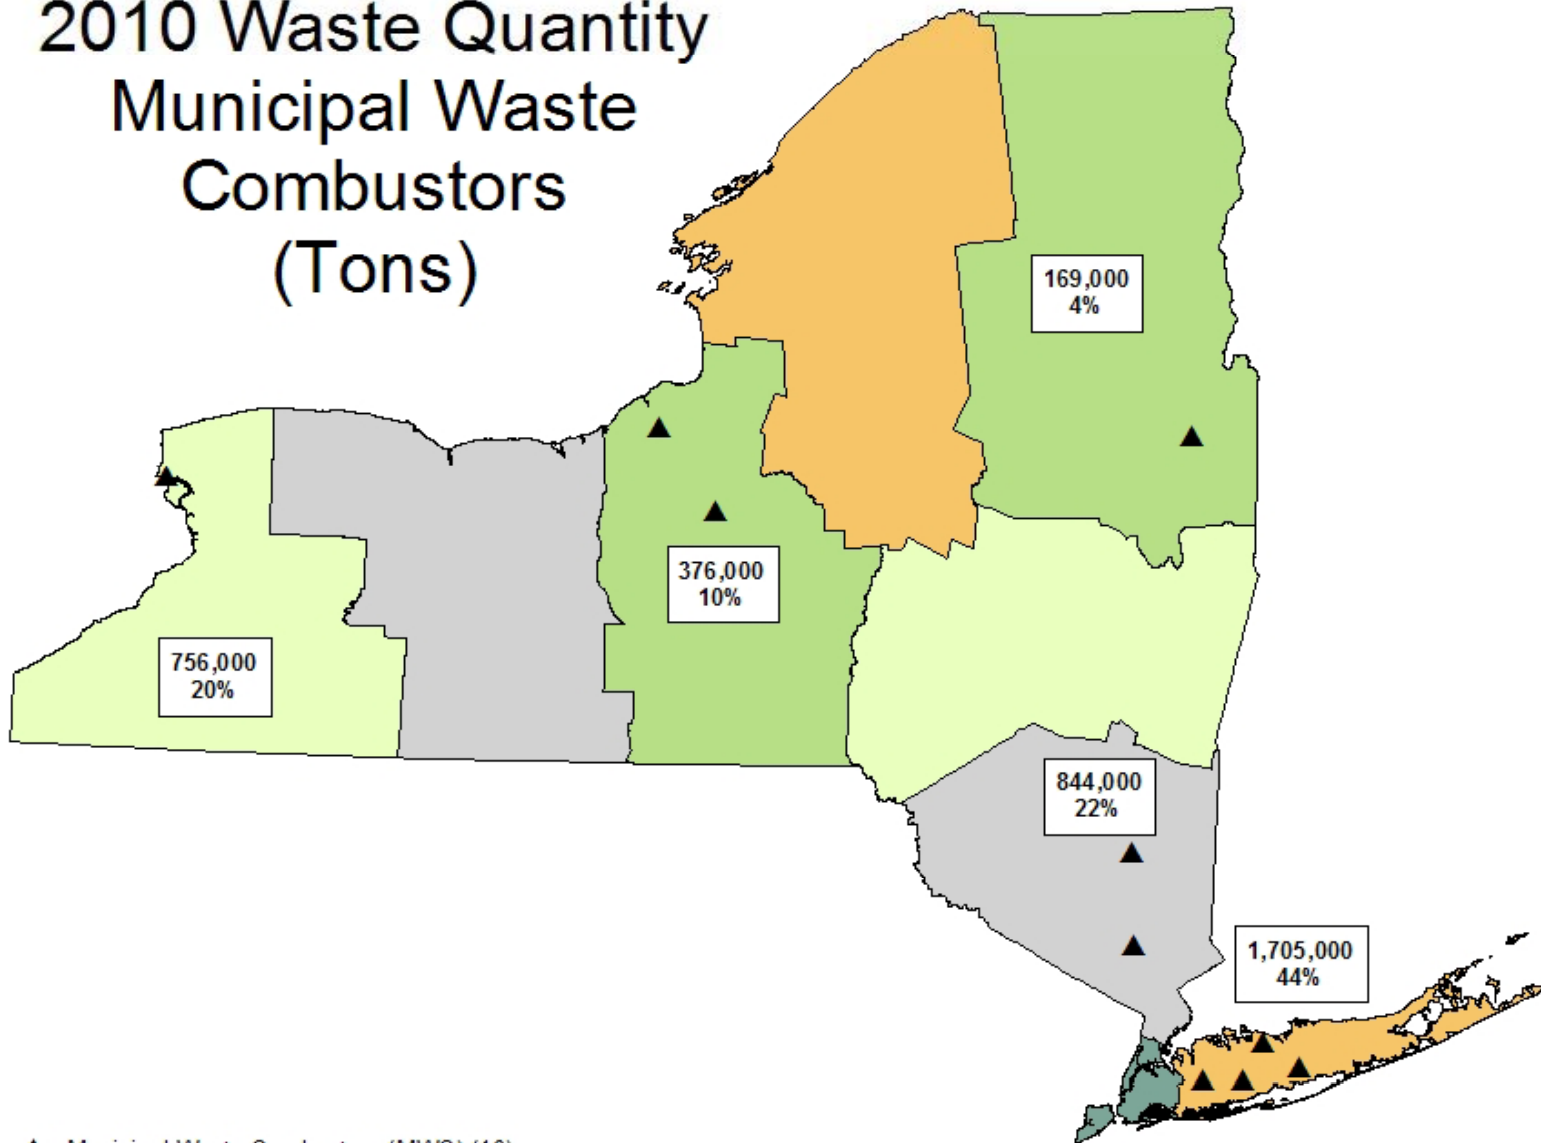 2010 Waste Quantity
Municipal Waste
Combustors
(Tons)
169,000
4%
376,000
10%
756,000
20%
844,000
22%
1,705,000
44%